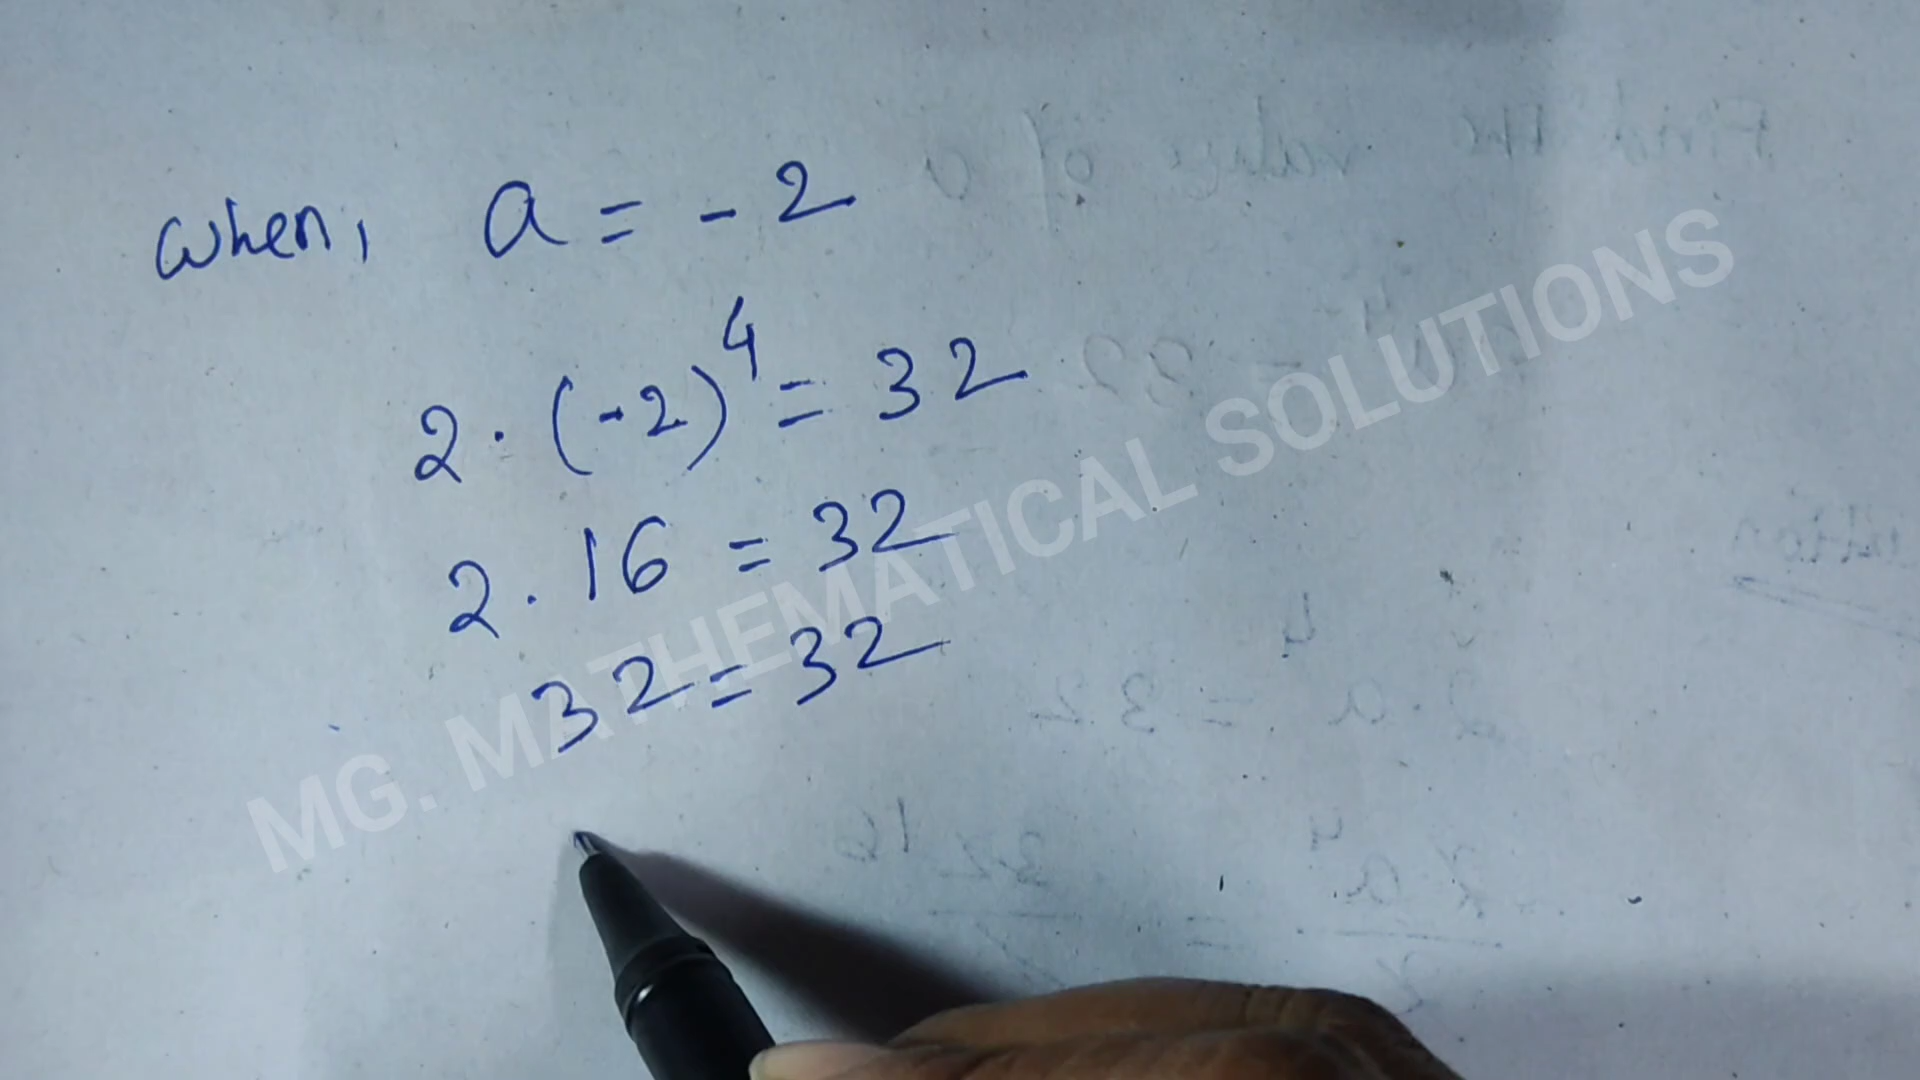 when, a = - 2
2 · (-2)⁴ = 32
2 · 16 = 32
32 = 32
MG. MATHEMATICAL SOLUTIONS